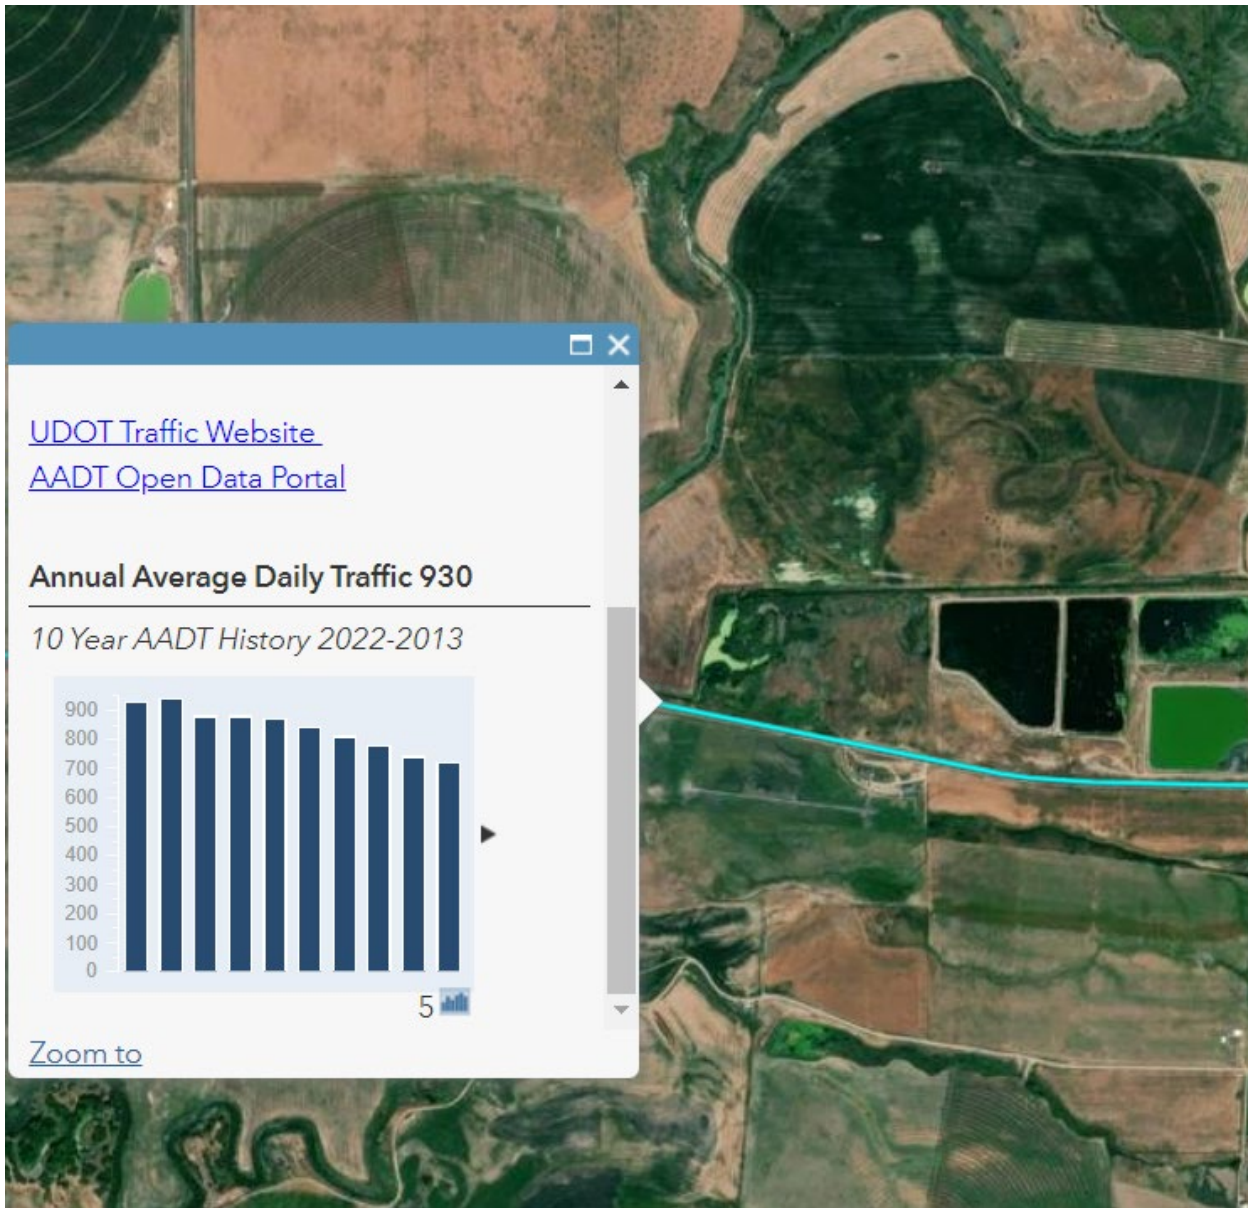 UDOT Traffic Website
AADT Open Data Portal
Annual Average Daily Traffic 930
10 Year AADT History 2022-2013
900
800
700
600
500
400
300
200
100
0
5
Zoom to